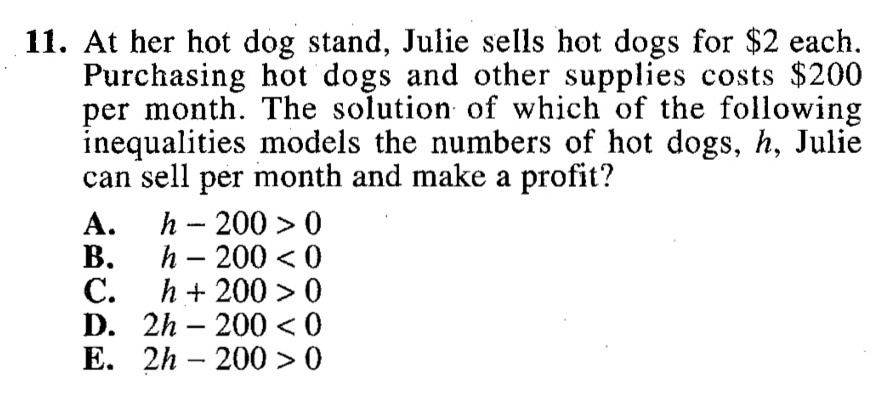 11. At her hot dog stand, Julie sells hot dogs for $2 each.
Purchasing hot dogs and other supplies costs $200
per month. The solution of which of the following
inequalities models the numbers of hot dogs, h, Julie
can sell per month and make a profit?
A. h – 200 > 0
B. h – 200 < 0
C. h + 200 > 0
D. 2h – 200 < 0
E. 2h – 200 > 0